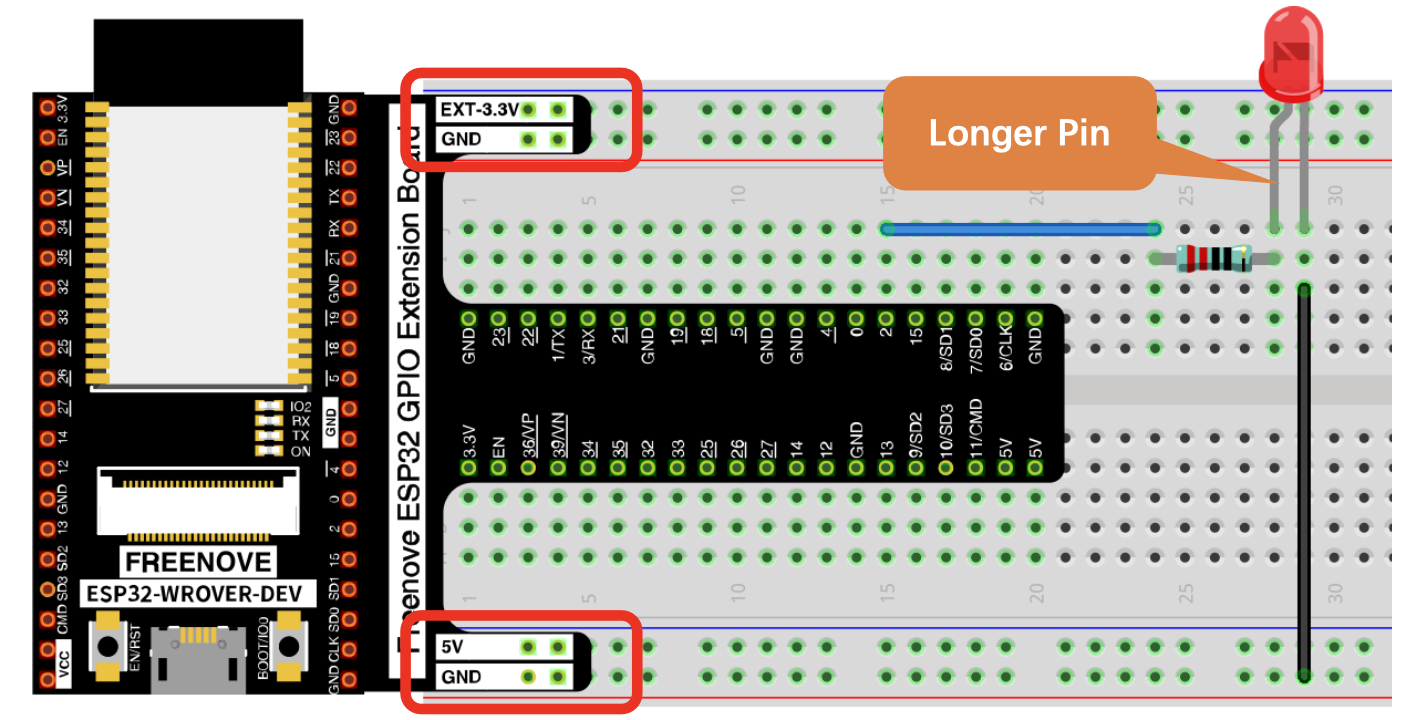 EXT-3.3V
GND
Longer Pin
5V
GND
Freenove ESP32 GPIO Extension Board
3.3V
EN
VP
VN
34
35
32
33
25
26
27
14
12
GND
13
SD2
SD3
CMD
VCC
GND
23
22
TX
RX
21
GND
19
18
5
GND
4
0
2
15
SD1
SD0
CLK
GND
IO2
RX
TX
ON
FREENOVE
ESP32-WROVER-DEV
EN/RST
BOOT/IO0
1
5
10
15
20
25
30
GND
23
22
1/TX
3/RX
21
GND
19
18
5
GND
GND
4
0
2
15
8/SD1
7/SD0
6/CLK
GND
3.3V
EN
36/VP
39/VN
34
35
32
33
25
26
27
14
12
GND
13
9/SD2
10/SD3
11/CMD
5V
5V
1
5
10
15
20
25
30